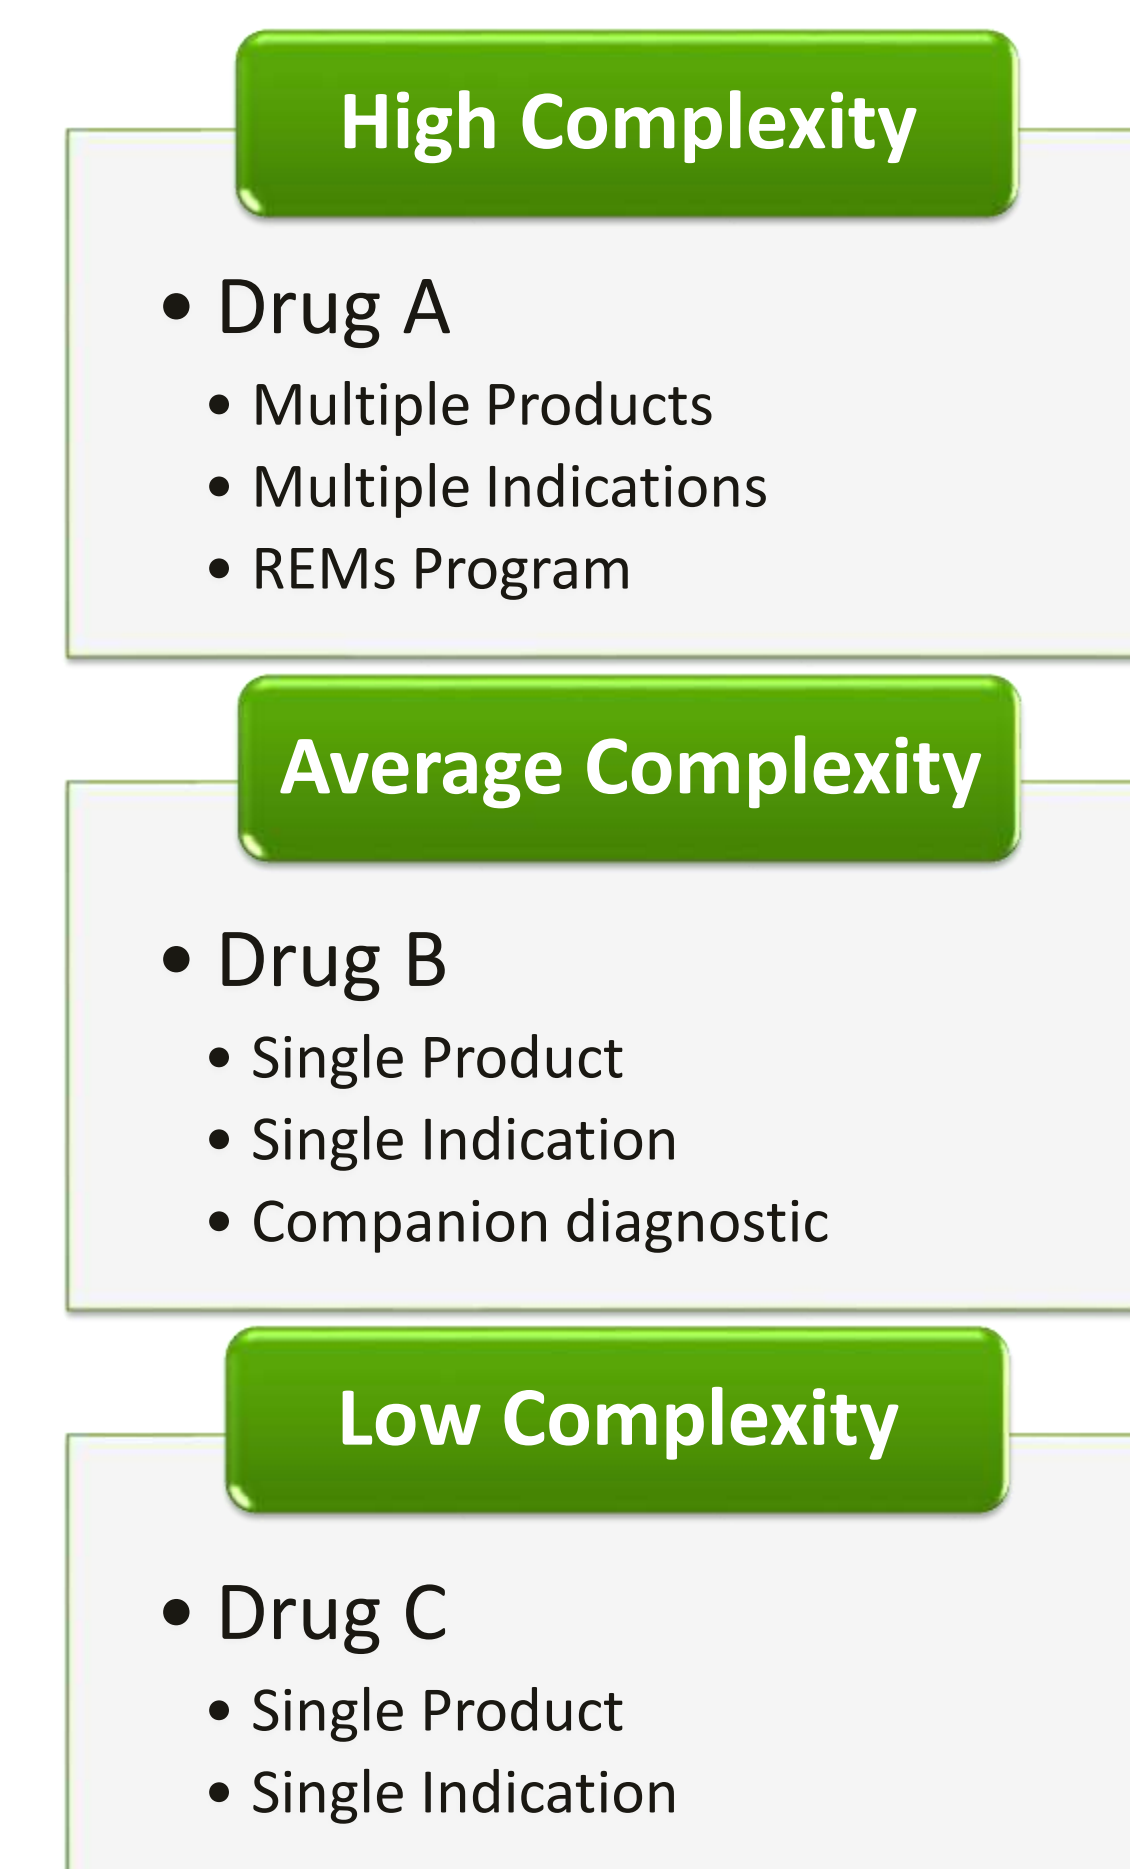 High Complexity
• Drug A
• Multiple Products
• Multiple Indications
• REMs Program
Average Complexity
• Drug B
• Single Product
• Single Indication
• Companion diagnostic
Low Complexity
• Drug C
• Single Product
• Single Indication